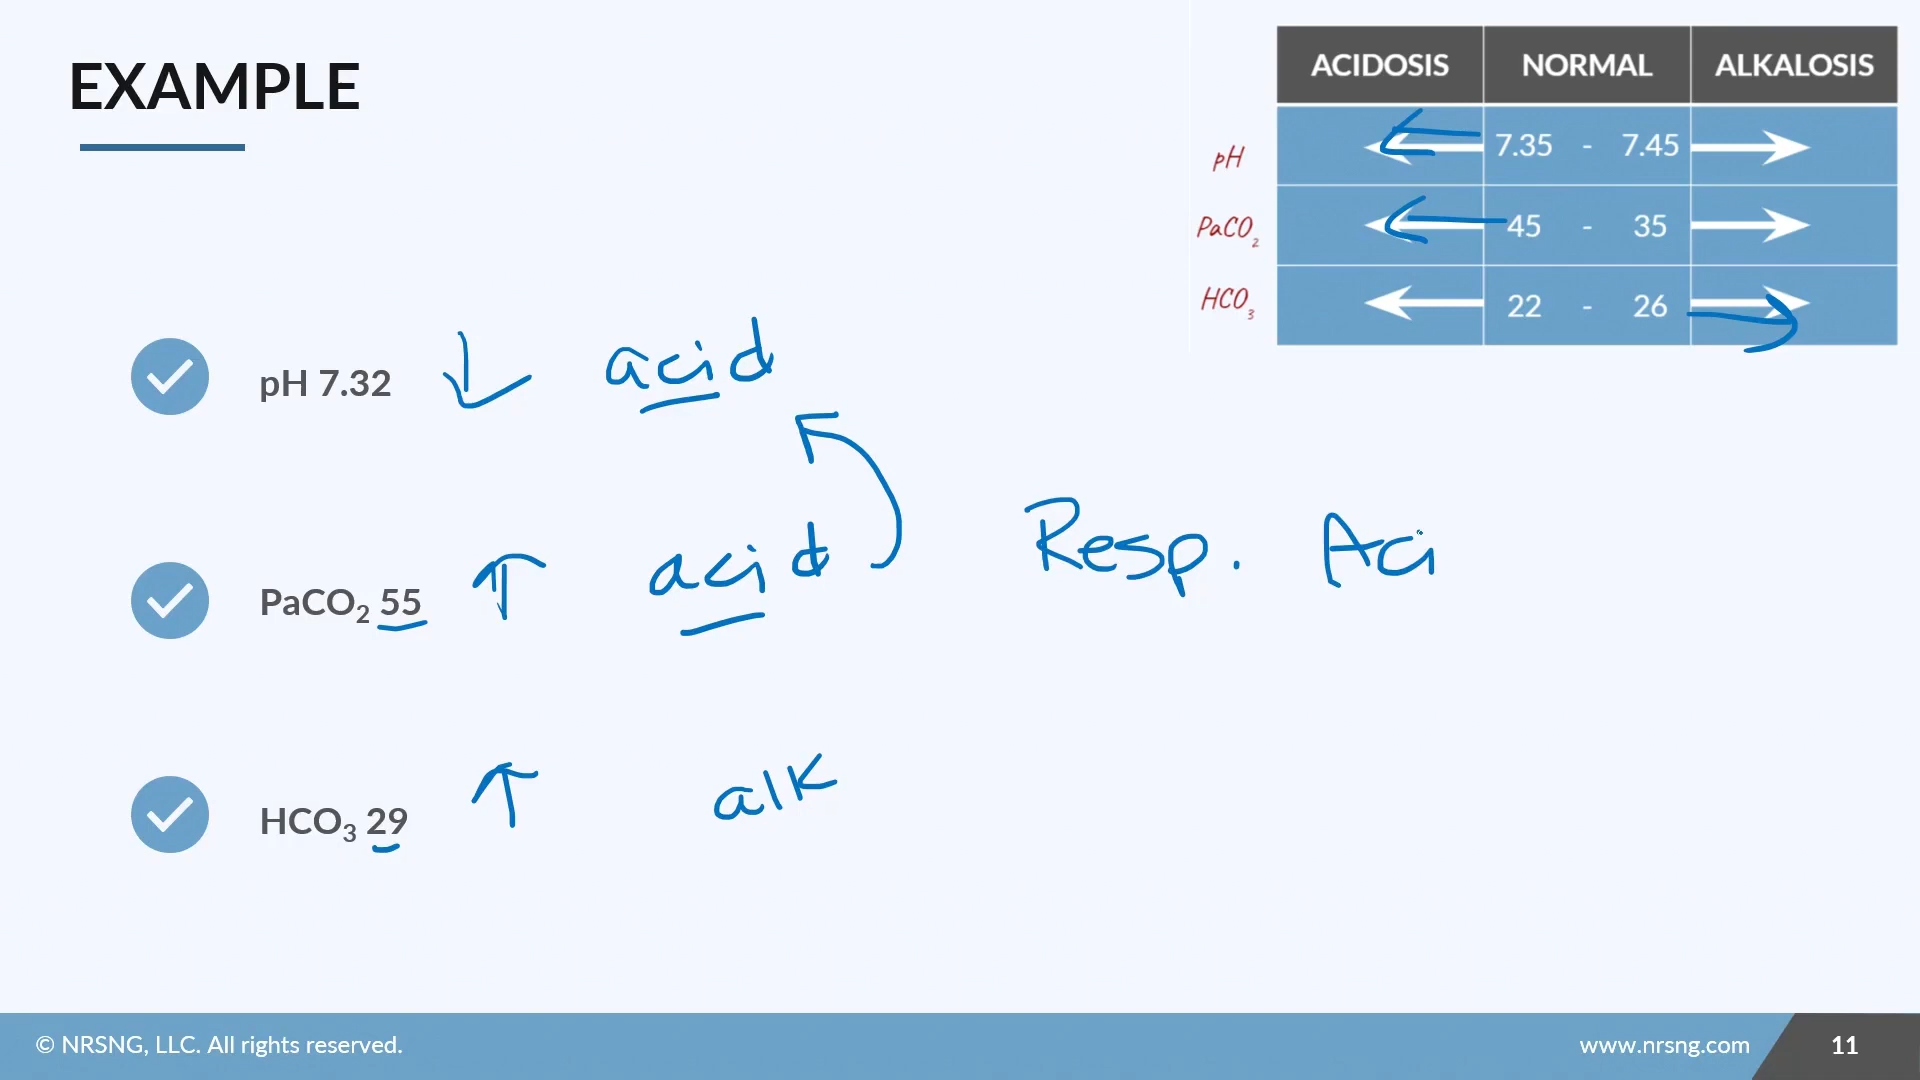 EXAMPLE
ACIDOSIS NORMAL ALKALOSIS
pH 7.35 - 7.45
PaCO₂ 45 - 35
HCO₃ 22 - 26
pH 7.32 ↓ acid
PaCO₂ 55 ↑ acid Resp. Aci
HCO₃ 29 ↑ alk
© NRSNG, LLC. All rights reserved. www.nrsng.com 11